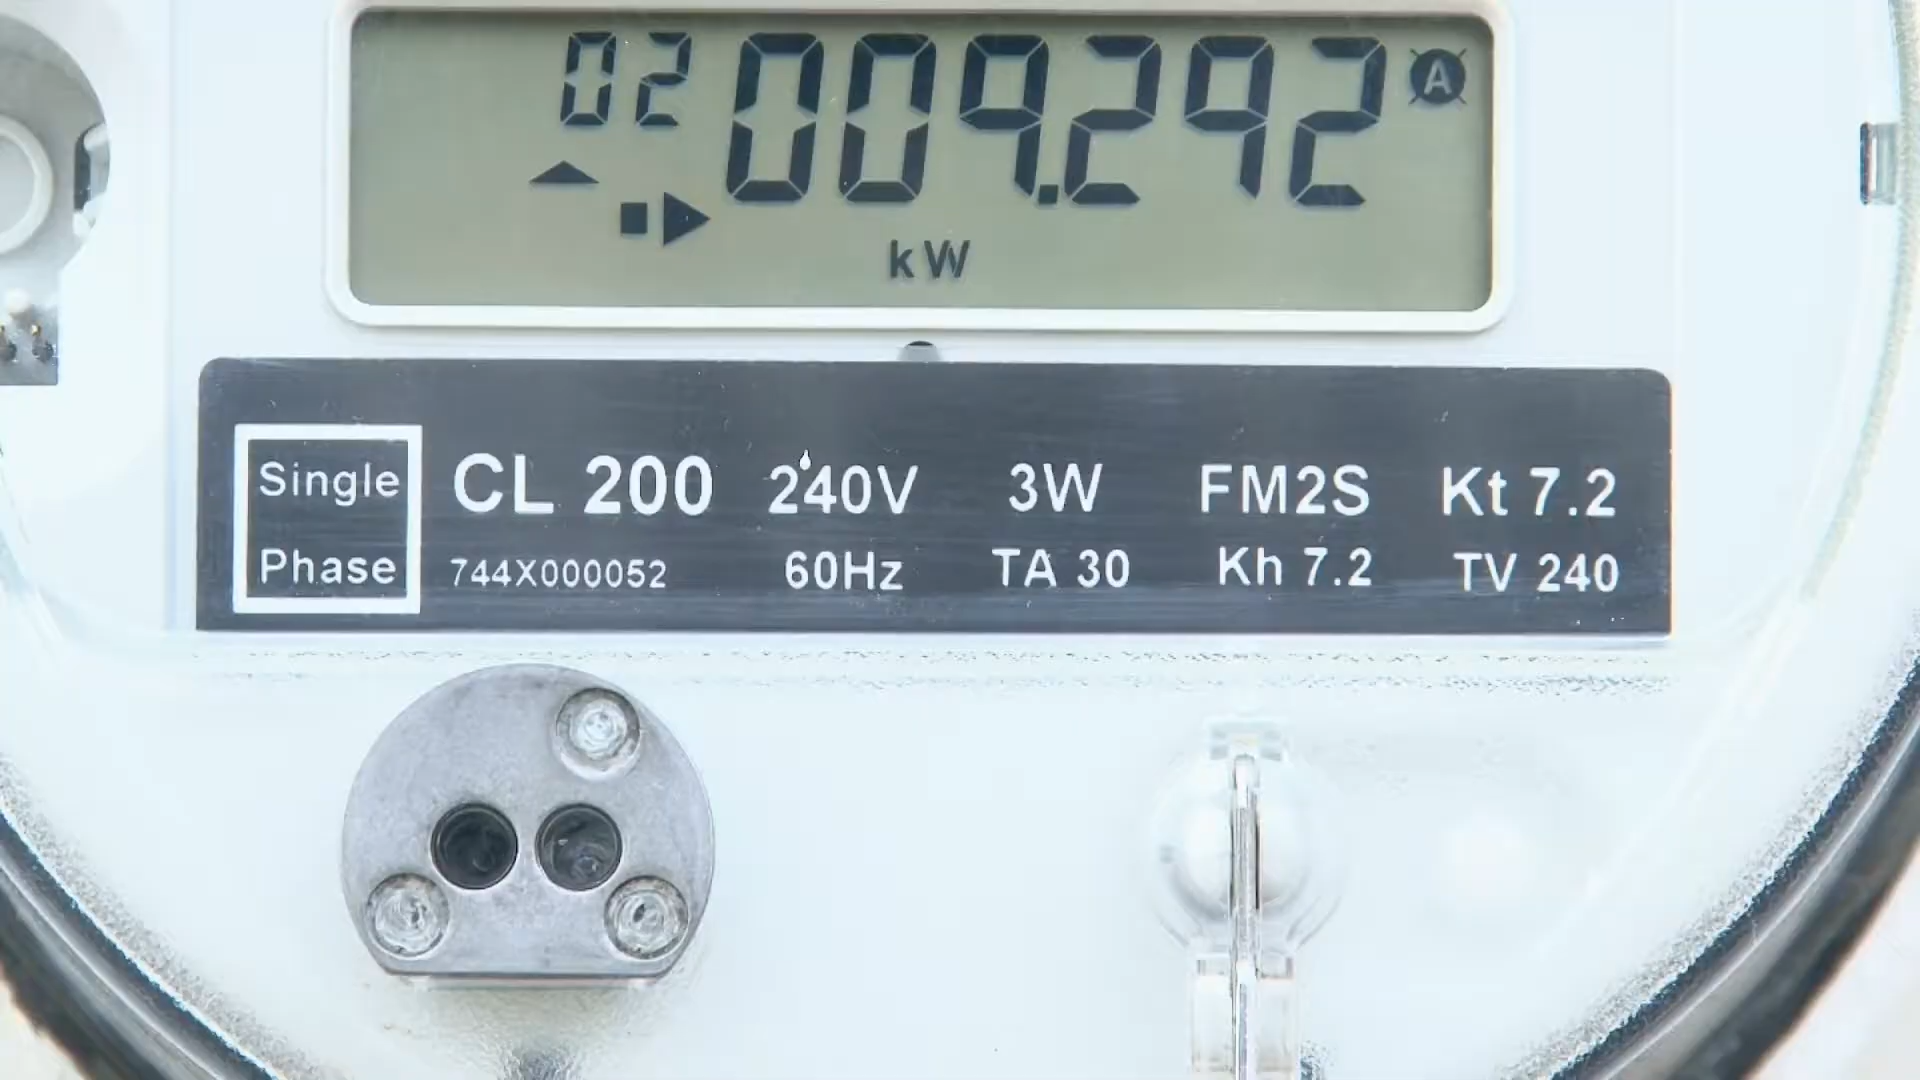 02 009.292 A
kW
Single Phase
CL 200 240V 3W FM2S Kt 7.2
744X000052 60Hz TA 30 Kh 7.2 TV 240